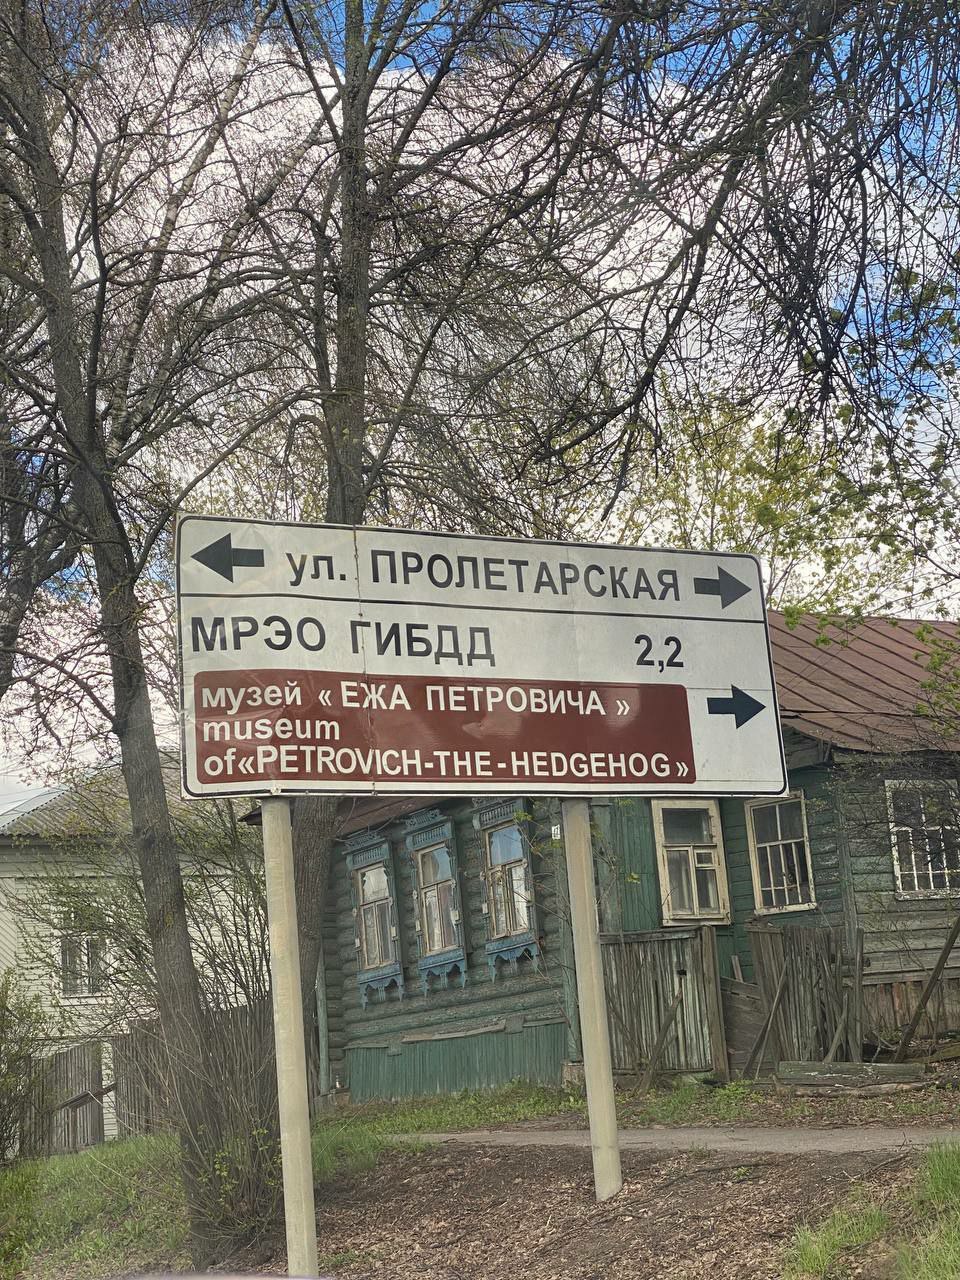 ул. ПРОЛЕТАРСКАЯ
МРЭО ГИБДД 2,2
музей « ЕЖА ПЕТРОВИЧА »
museum
of «PETROVICH-THE-HEDGEHOG»